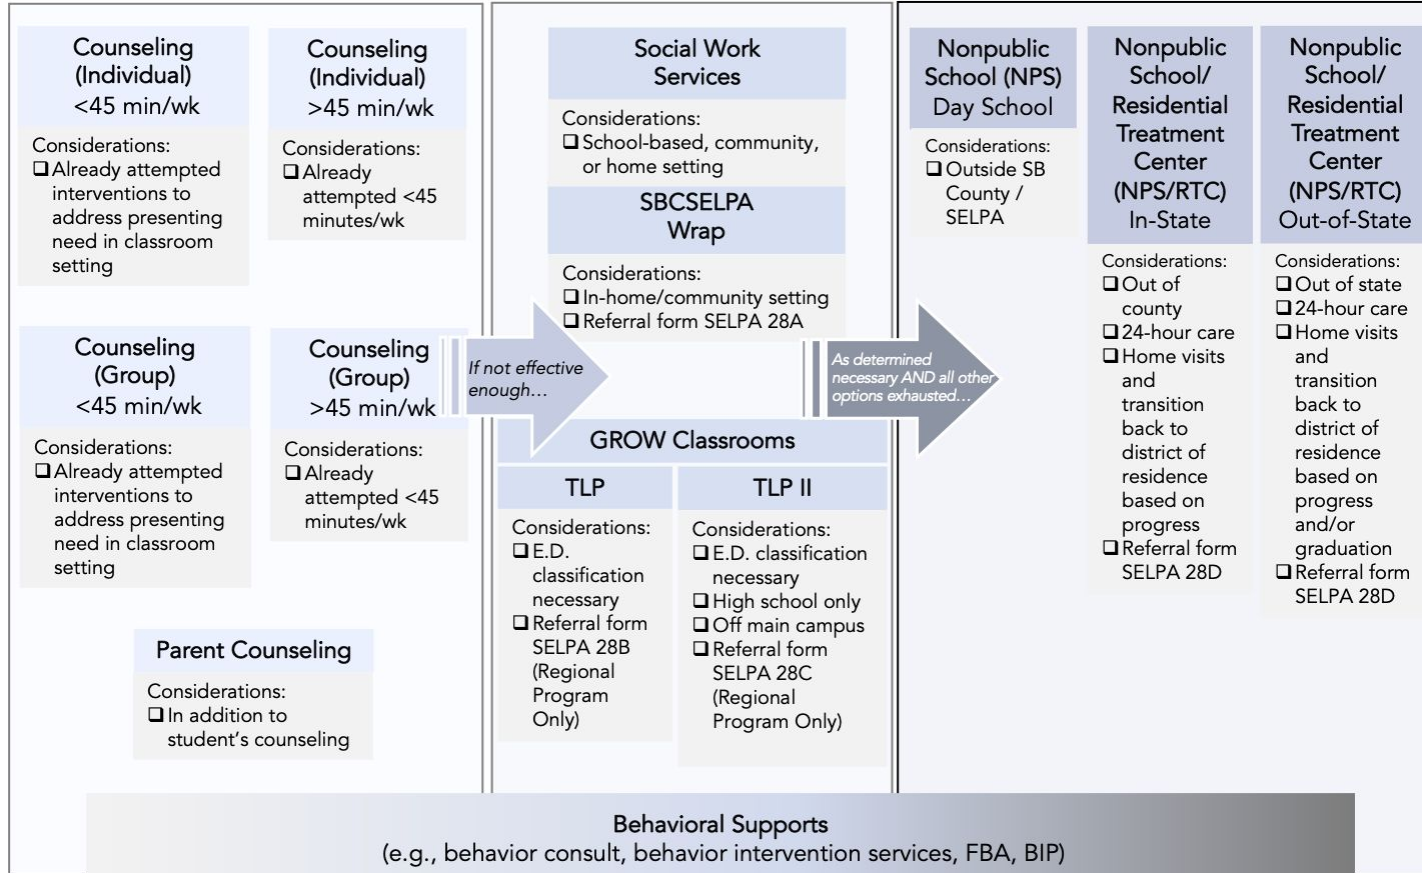 Counseling
(Individual)
<45 min/wk
Considerations:
❑ Already attempted
interventions to
address presenting
need in classroom
setting
Counseling
(Individual)
>45 min/wk
Considerations:
❑ Already
attempted <45
minutes/wk
Counseling
(Group)
<45 min/wk
Considerations:
❑ Already attempted
interventions to
address presenting
need in classroom
setting
Counseling
(Group)
>45 min/wk
Considerations:
❑ Already
attempted <45
minutes/wk
Parent Counseling
Considerations:
❑ In addition to
student's counseling
If not effective
enough…
Social Work
Services
Considerations:
❑ School-based, community,
or home setting
SBCSELPA
Wrap
Considerations:
❑ In-home/community setting
❑ Referral form SELPA 28A
GROW Classrooms
TLP
Considerations:
❑ E.D.
classification
necessary
❑ Referral form
SELPA 28B
(Regional
Program
Only)
TLP II
Considerations:
❑ E.D. classification
necessary
❑ High school only
❑ Off main campus
❑ Referral form
SELPA 28C
(Regional
Program Only)
As determined
necessary AND all other
options exhausted…
Nonpublic
School (NPS)
Day School
Considerations:
❑ Outside SB
County /
SELPA
Nonpublic
School/
Residential
Treatment
Center
(NPS/RTC)
In-State
Considerations:
❑ Out of
county
❑ 24-hour care
❑ Home visits
and
transition
back to
district of
residence
based on
progress
❑ Referral form
SELPA 28D
Nonpublic
School/
Residential
Treatment
Center
(NPS/RTC)
Out-of-State
Considerations:
❑ Out of state
❑ 24-hour care
❑ Home visits
and
transition
back to
district of
residence
based on
progress
and/or
graduation
❑ Referral form
SELPA 28D
Behavioral Supports
(e.g., behavior consult, behavior intervention services, FBA, BIP)